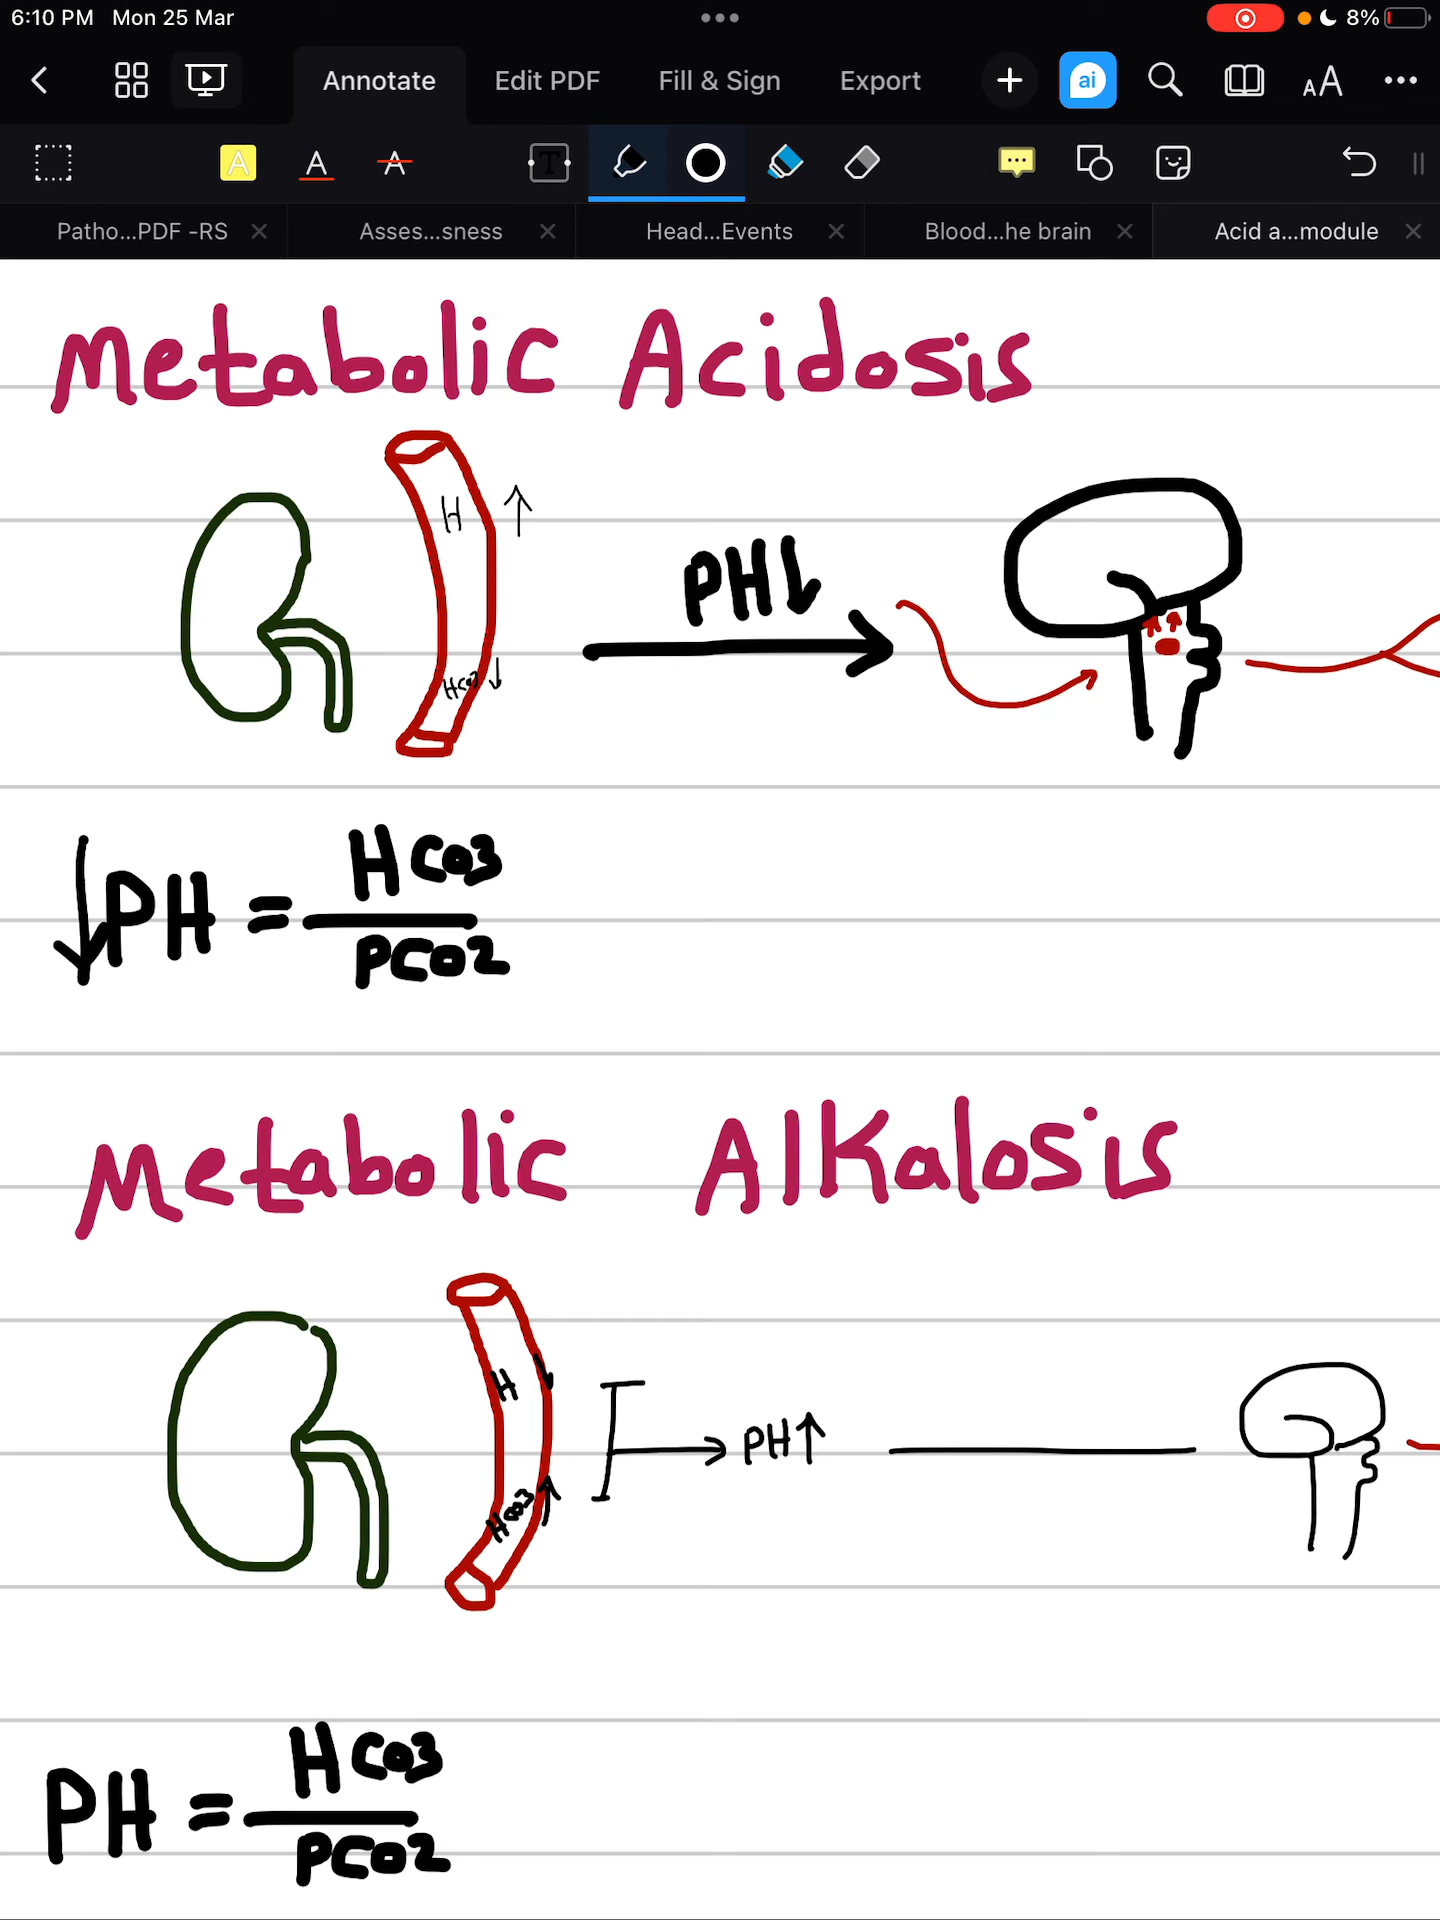 6:10 PM Mon 25 Mar 8%
Annotate Edit PDF Fill & Sign Export ai AA
A A A T
Patho...PDF -RS Asses...sness Head...Events Blood...he brain Acid a...module
Metabolic Acidosis
H ↑
PH↓
HCO3 ↓
↓PH = HCO3
PCO2
Metabolic Alkalosis
H ↓
PH↑
HCO3 ↑
PH = HCO3
PCO2